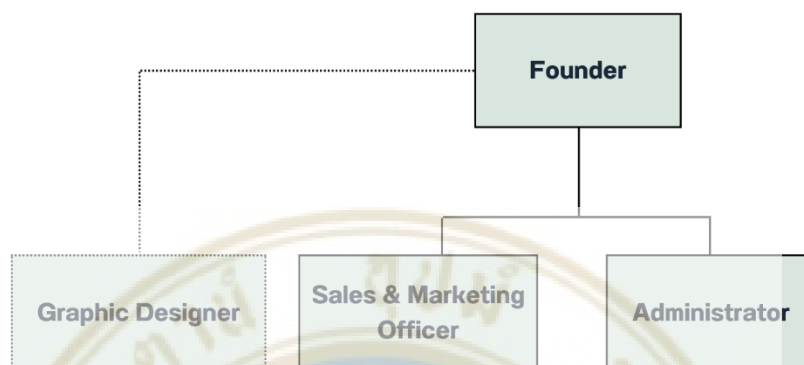 Founder
Graphic Designer
Sales & Marketing
Officer
Administrator